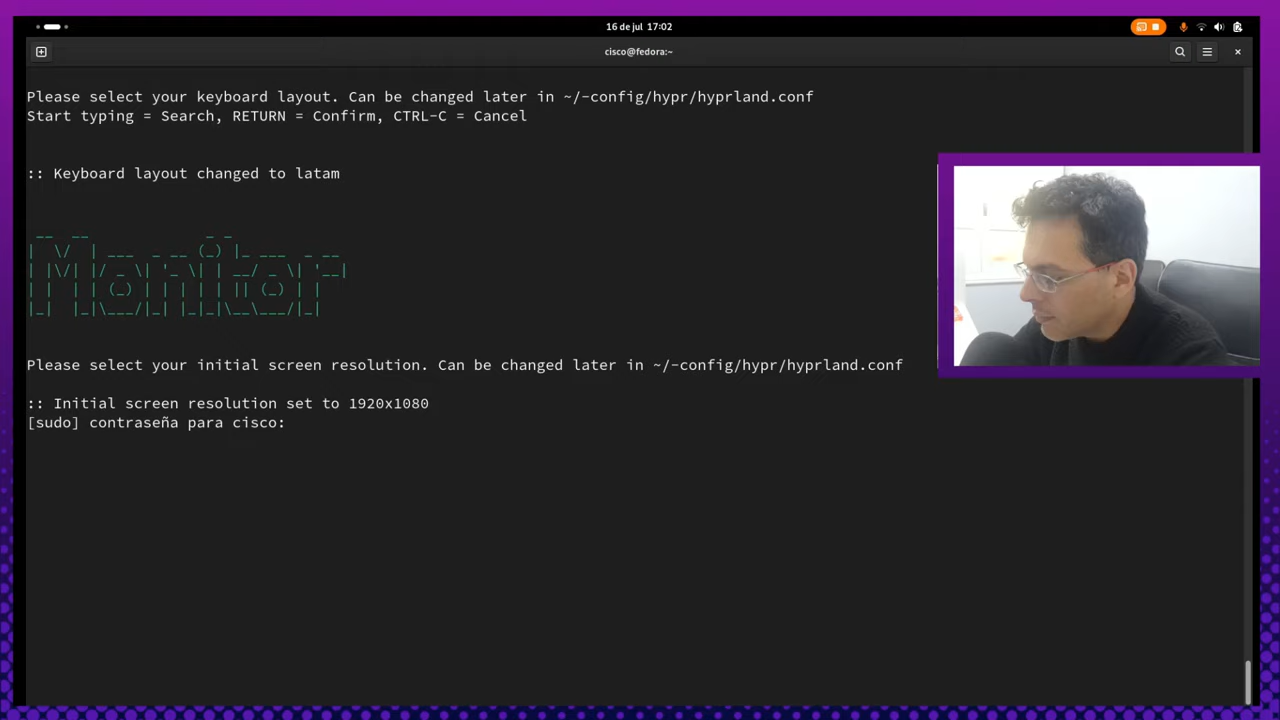 16 de jul 17:02
cisco@fedora:~
Please select your keyboard layout. Can be changed later in ~/-config/hypr/hyprland.conf
Start typing = Search, RETURN = Confirm, CTRL-C = Cancel
:: Keyboard layout changed to latam
Monitor
Please select your initial screen resolution. Can be changed later in ~/-config/hypr/hyprland.conf
:: Initial screen resolution set to 1920x1080
[sudo] contraseña para cisco: